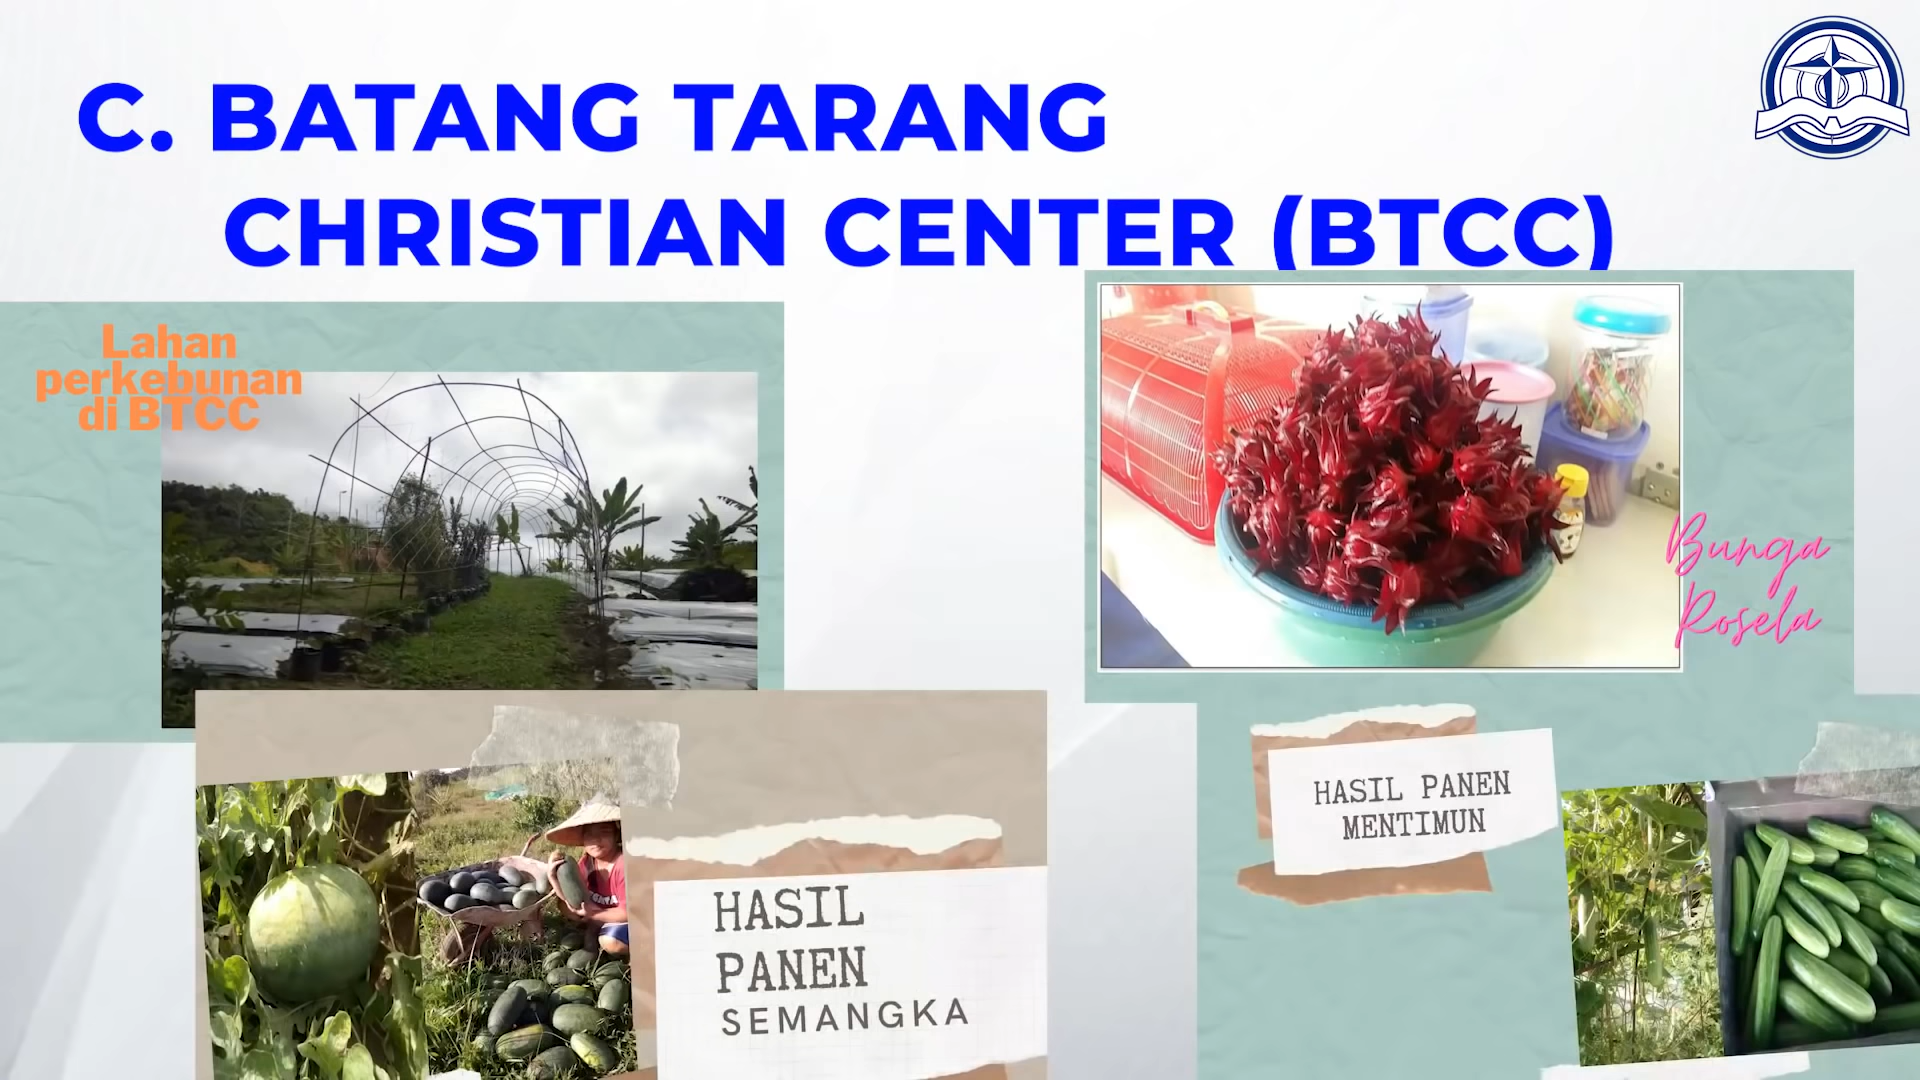 C. BATANG TARANG
CHRISTIAN CENTER (BTCC)
Lahan
perkebunan
di BTCC
Bunga
Rosela
HASIL
PANEN
SEMANGKA
HASIL PANEN
MENTIMUN